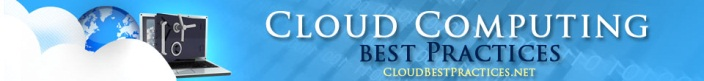 Cloud Computing
best Practices
CloudBestPractices.net